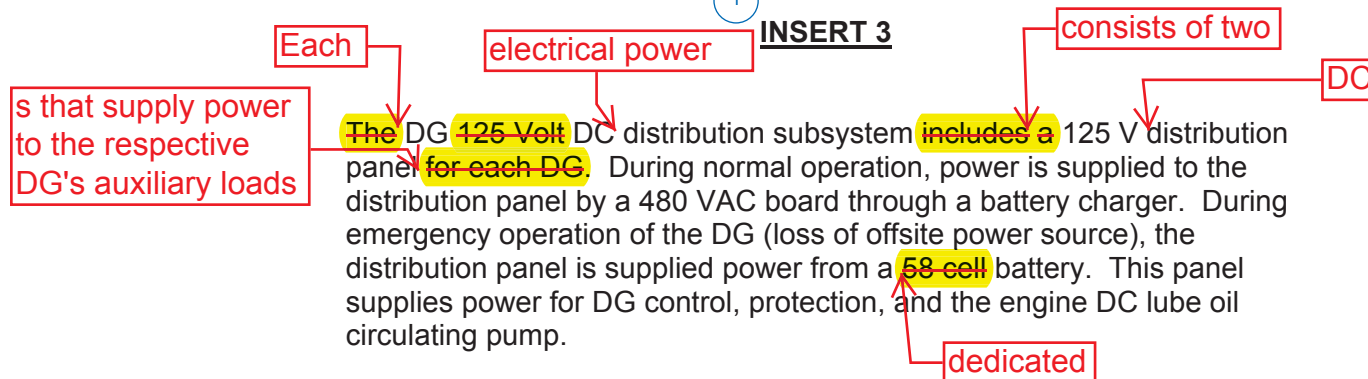 1
INSERT 3
Each
electrical power
consists of two
DC
s that supply power
to the respective
DG's auxiliary loads
The DG 125 Volt DC distribution subsystem includes a 125 V distribution
panel for each DG.  During normal operation, power is supplied to the
distribution panel by a 480 VAC board through a battery charger.  During
emergency operation of the DG (loss of offsite power source), the
distribution panel is supplied power from a 58 cell battery.  This panel
supplies power for DG control, protection, and the engine DC lube oil
circulating pump.
dedicated